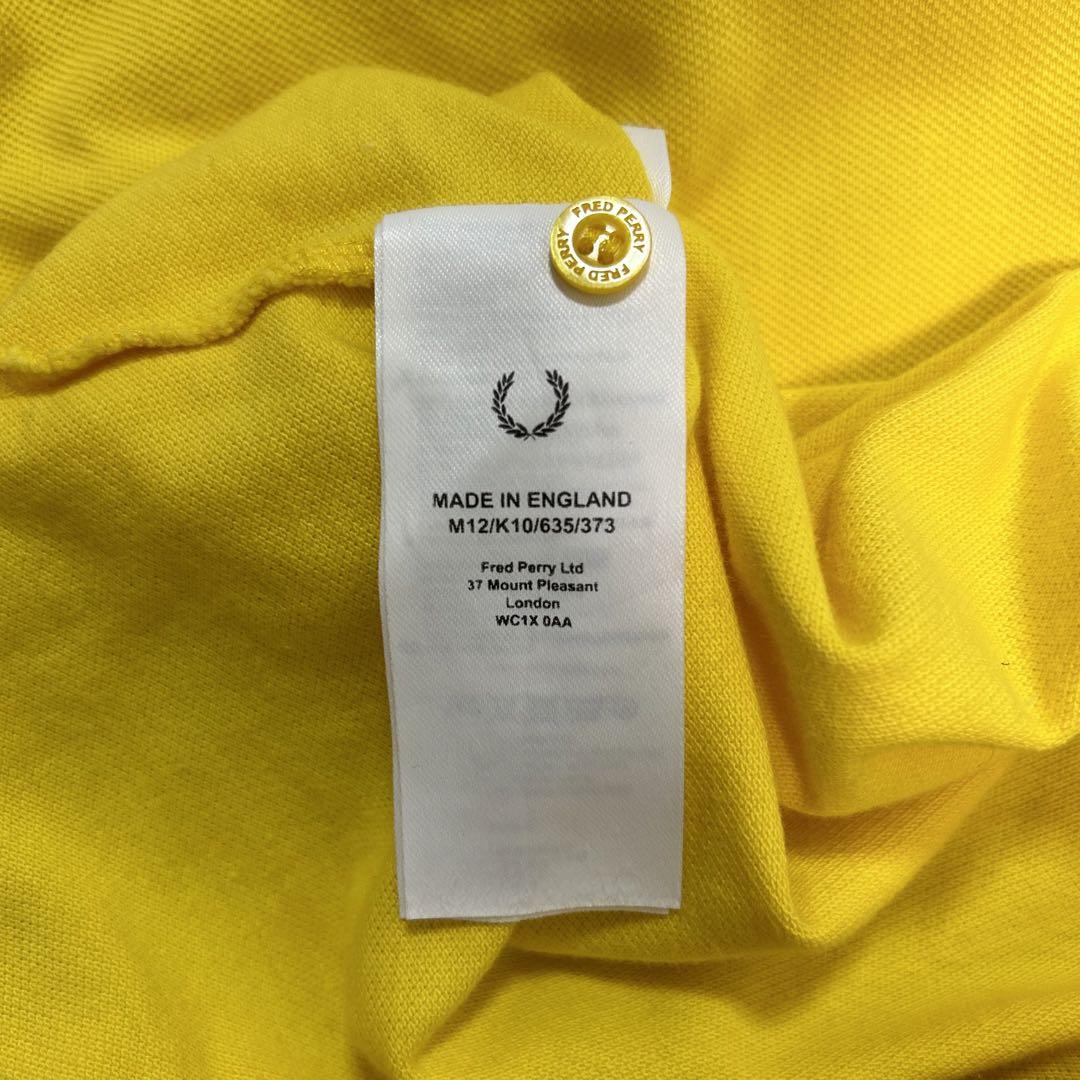 FRED PERRY
FRED PERRY
MADE IN ENGLAND
M12/K10/635/373
Fred Perry Ltd
37 Mount Pleasant
London
WC1X 0AA